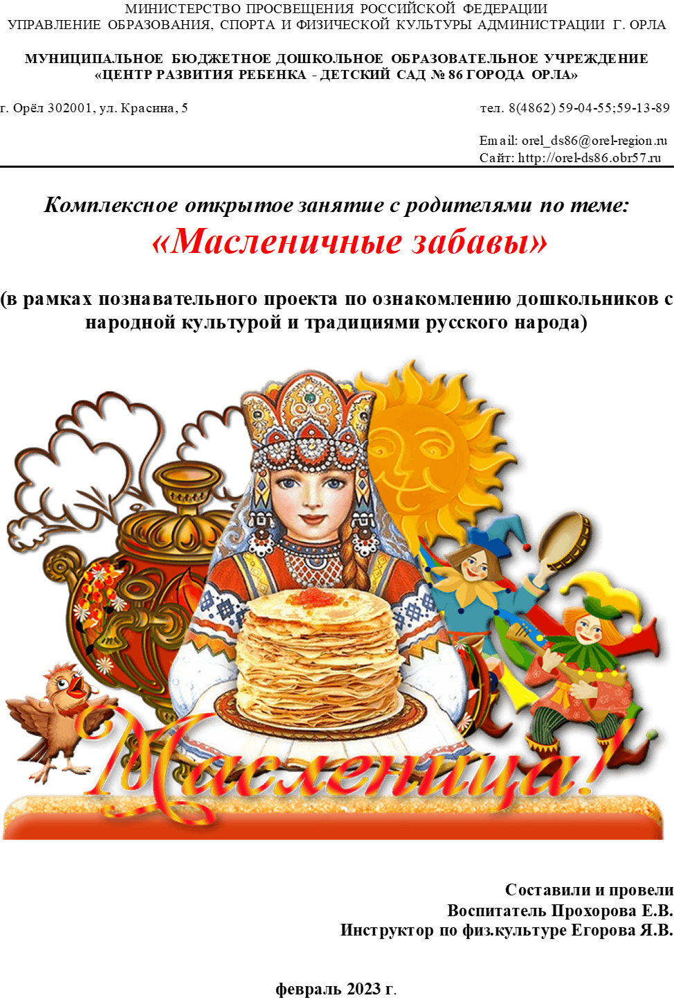 МИНИСТЕРСТВО ПРОСВЕЩЕНИЯ РОССИЙСКОЙ ФЕДЕРАЦИИ
УПРАВЛЕНИЕ ОБРАЗОВАНИЯ, СПОРТА И ФИЗИЧЕСКОЙ КУЛЬТУРЫ АДМИНИСТРАЦИИ Г. ОРЛА
МУНИЦИПАЛЬНОЕ БЮДЖЕТНОЕ ДОШКОЛЬНОЕ ОБРАЗОВАТЕЛЬНОЕ УЧРЕЖДЕНИЕ
«ЦЕНТР РАЗВИТИЯ РЕБЕНКА - ДЕТСКИЙ САД № 86 ГОРОДА ОРЛА»
г. Орёл 302001, ул. Красина, 5 тел. 8(4862) 59-04-55;59-13-89
Email: orel_ds86@orel-region.ru
Сайт: http://orel-ds86.obr57.ru
Комплексное открытое занятие с родителями по теме:
«Масленичные забавы»
(в рамках познавательного проекта по ознакомлению дошкольников с
народной культурой и традициями русского народа)
Масленица!
Составили и провели
Воспитатель Прохорова Е.В.
Инструктор по физ.культуре Егорова Я.В.
февраль 2023 г.